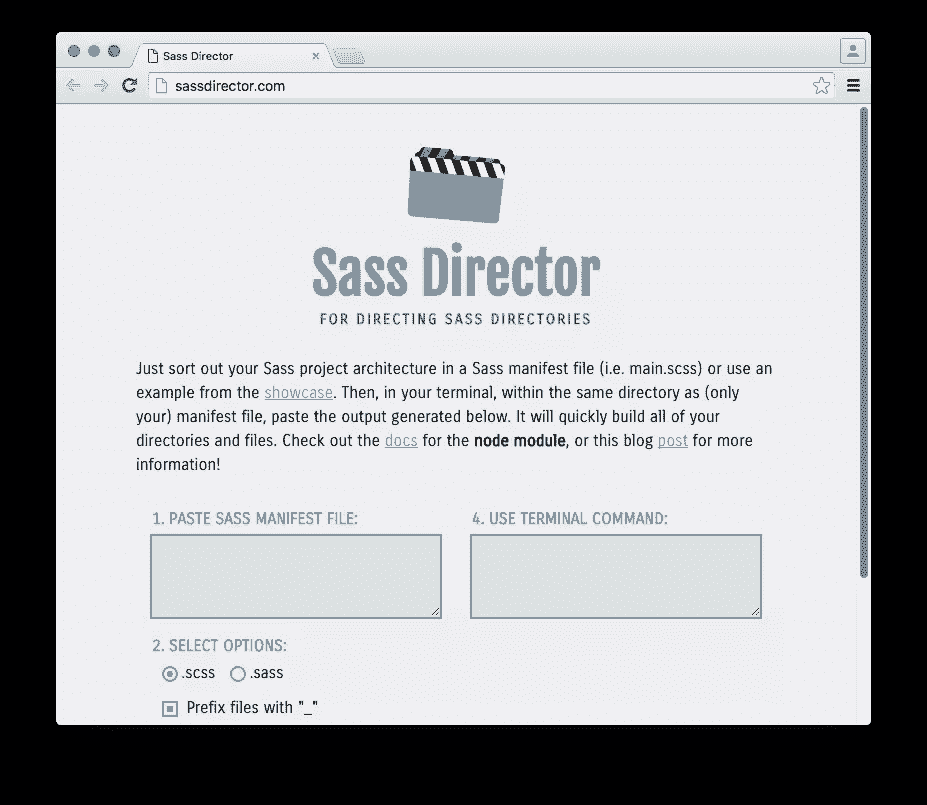 Sass Director
sassdirector.com
Sass Director
FOR DIRECTING SASS DIRECTORIES
Just sort out your Sass project architecture in a Sass manifest file (i.e. main.scss) or use an
example from the showcase. Then, in your terminal, within the same directory as (only
your) manifest file, paste the output generated below. It will quickly build all of your
directories and files. Check out the docs for the node module, or this blog post for more
information!
1. PASTE SASS MANIFEST FILE:
4. USE TERMINAL COMMAND:
2. SELECT OPTIONS:
.scss .sass
Prefix files with "_"